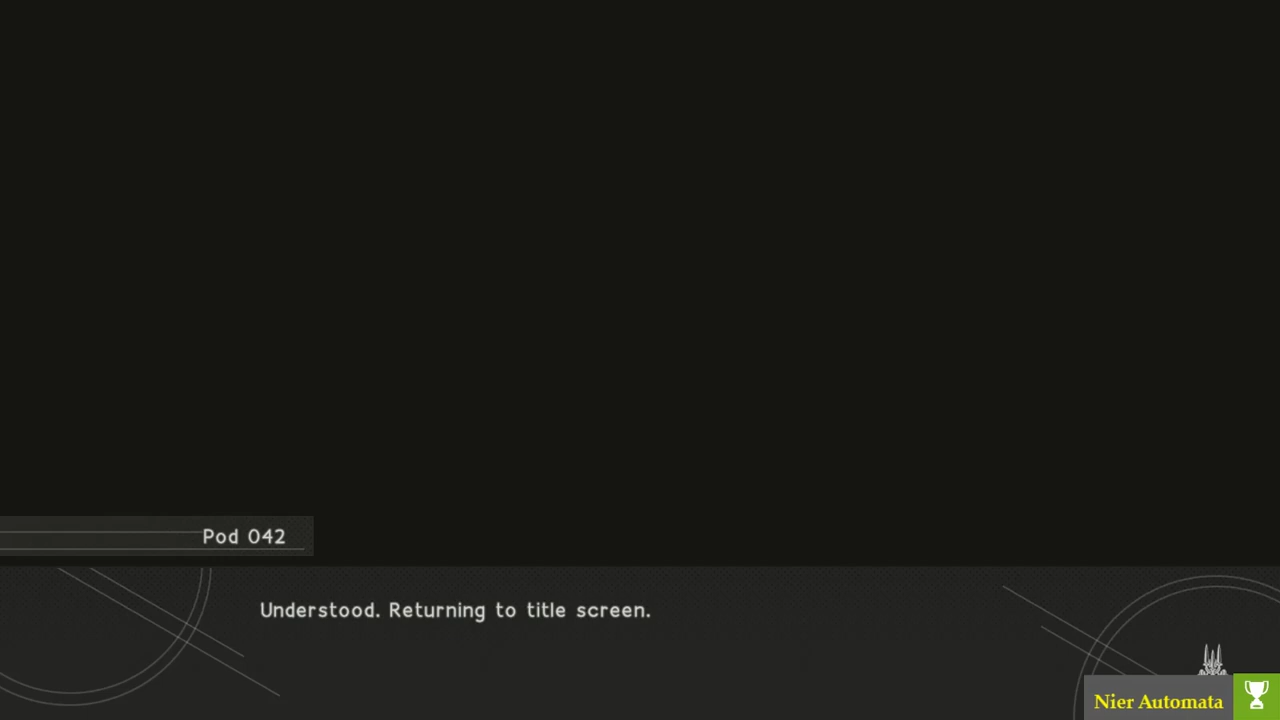 Pod 042
Understood. Returning to title screen.
Nier Automata